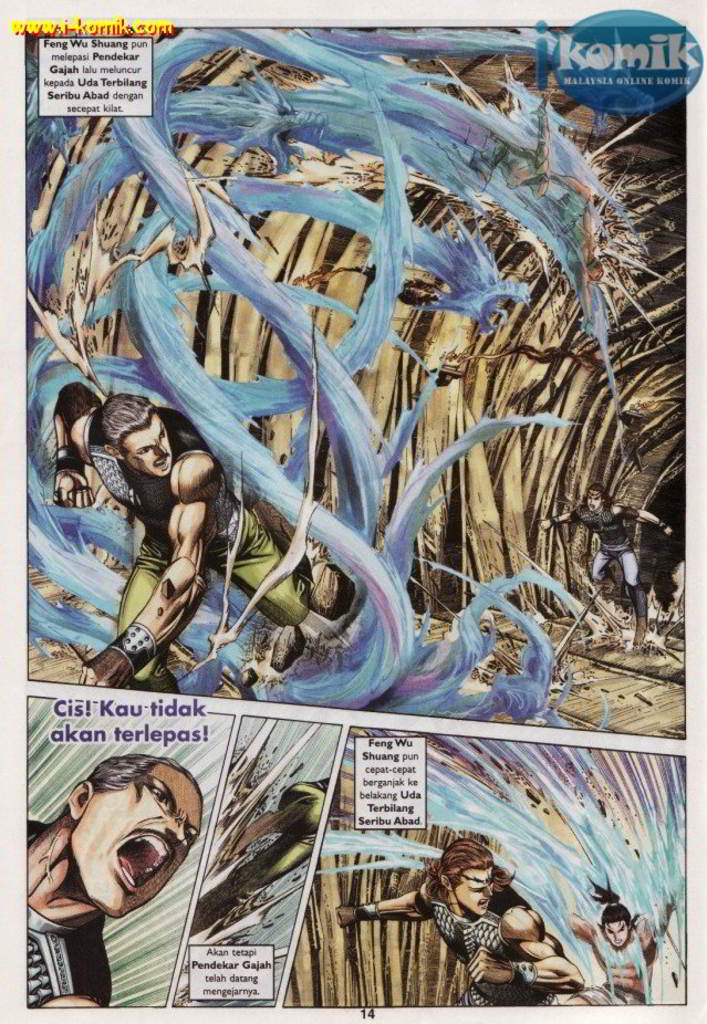 www.i-komik.com
ikomik
MALAYSIA ONLINE KOMIK
Feng Wu Shuang pun
melepasi Pendekar
Gajah lalu meluncur
kepada Uda Terbilang
Seribu Abad dengan
secepat kilat.
Cis! Kau tidak
akan terlepas!
Akan tetapi
Pendekar Gajah
telah datang
mengejarnya.
Feng Wu
Shuang pun
cepat-cepat
berganjak ke
belakang Uda
Terbilang
Seribu Abad.
14